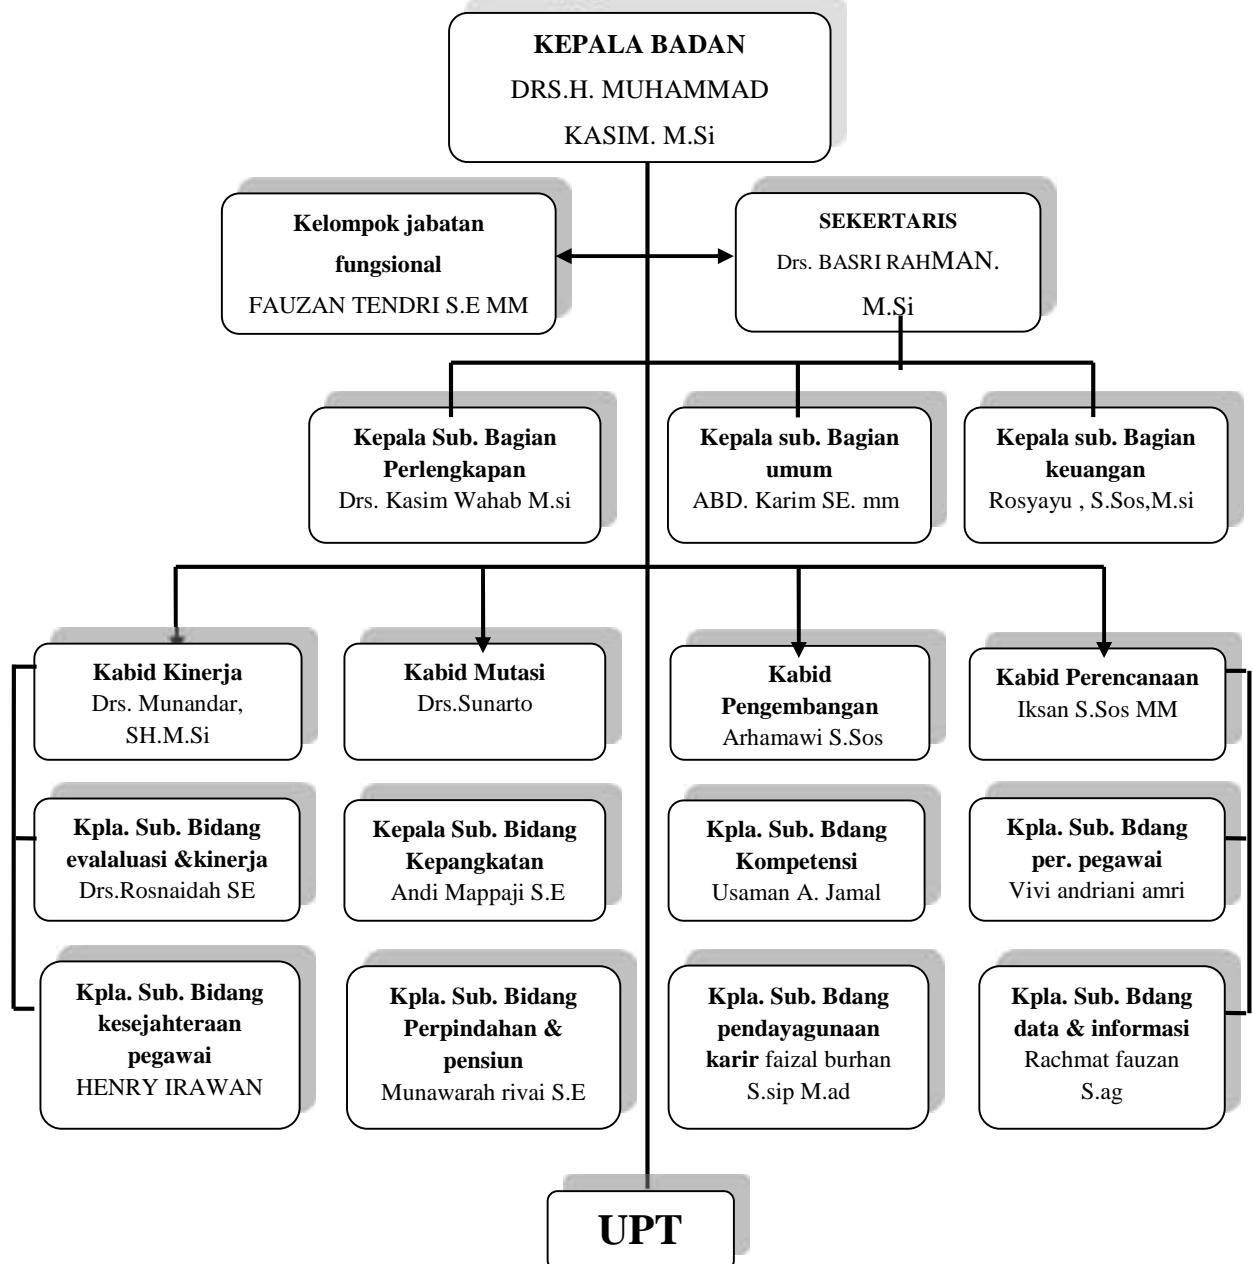 KEPALA BADAN
DRS.H. MUHAMMAD
KASIM. M.Si
Kelompok jabatan
fungsional
FAUZAN TENDRI S.E MM
SEKERTARIS
Drs. BASRI RAHMAN.
M.Si
Kepala Sub. Bagian
Perlengkapan
Drs. Kasim Wahab M.si
Kepala sub. Bagian
umum
ABD. Karim SE. mm
Kepala sub. Bagian
keuangan
Rosyayu , S.Sos,M.si
Kabid Kinerja
Drs. Munandar,
SH.M.Si
Kabid Mutasi
Drs.Sunarto
Kabid
Pengembangan
Arhamawi S.Sos
Kabid Perencanaan
Iksan S.Sos MM
Kpla. Sub. Bidang
evalaluasi &kinerja
Drs.Rosnaidah SE
Kepala Sub. Bidang
Kepangkatan
Andi Mappaji S.E
Kpla. Sub. Bdang
Kompetensi
Usaman A. Jamal
Kpla. Sub. Bdang
per. pegawai
Vivi andriani amri
Kpla. Sub. Bidang
kesejahteraan
pegawai
HENRY IRAWAN
Kpla. Sub. Bidang
Perpindahan &
pensiun
Munawarah rivai S.E
Kpla. Sub. Bdang
pendayagunaan
karir faizal burhan
S.sip M.ad
Kpla. Sub. Bdang
data & informasi
Rachmat fauzan
S.ag
UPT